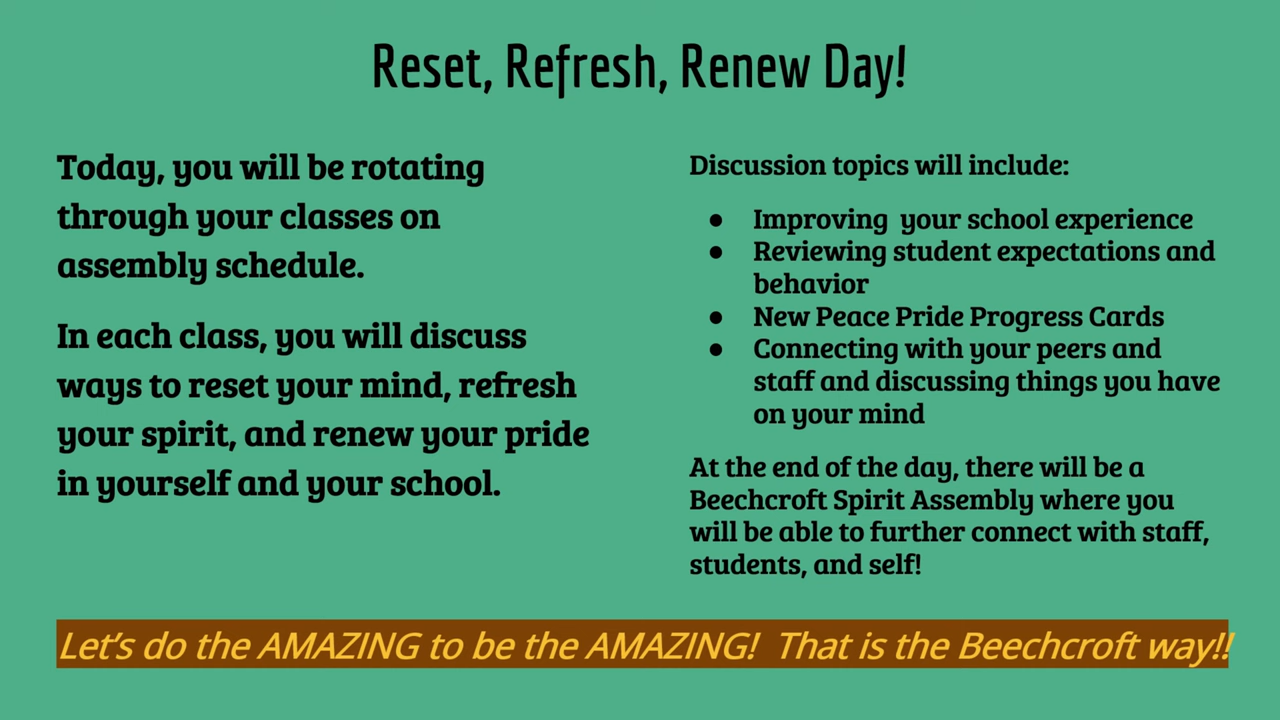 Reset, Refresh, Renew Day!
Today, you will be rotating
through your classes on
assembly schedule.
In each class, you will discuss
ways to reset your mind, refresh
your spirit, and renew your pride
in yourself and your school.
Discussion topics will include:
● Improving  your school experience
● Reviewing student expectations and
behavior
● New Peace Pride Progress Cards
● Connecting with your peers and
staff and discussing things you have
on your mind
At the end of the day, there will be a
Beechcroft Spirit Assembly where you
will be able to further connect with staff,
students, and self!
Let's do the AMAZING to be the AMAZING!  That is the Beechcroft way!!